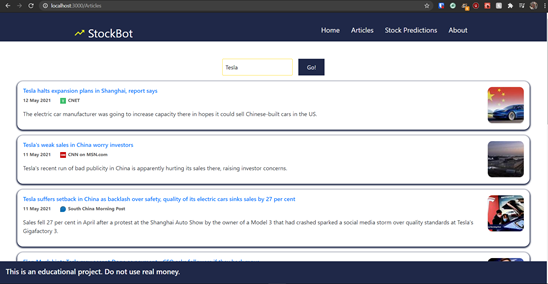 localhost:3000/Articles
StockBot
Home Articles Stock Predictions About
Tesla Go!
Tesla halts expansion plans in Shanghai, report says
12 May 2021 CNET
The electric car manufacturer was going to increase capacity there in hopes it could sell Chinese-built cars in the US.
Tesla's weak sales in China worry investors
11 May 2021 CNN on MSN.com
Tesla's recent run of bad publicity in China is apparently hurting its sales there, raising investor concerns.
Tesla suffers setback in China as backlash over safety, quality of its electric cars sinks sales by 27 per cent
11 May 2021 South China Morning Post
Sales fell 27 per cent in April after a protest at the Shanghai Auto Show by the owner of a Model 3 that had crashed sparked a social media storm over quality standards at Tesla's
Gigafactory 3.
This is an educational project. Do not use real money.